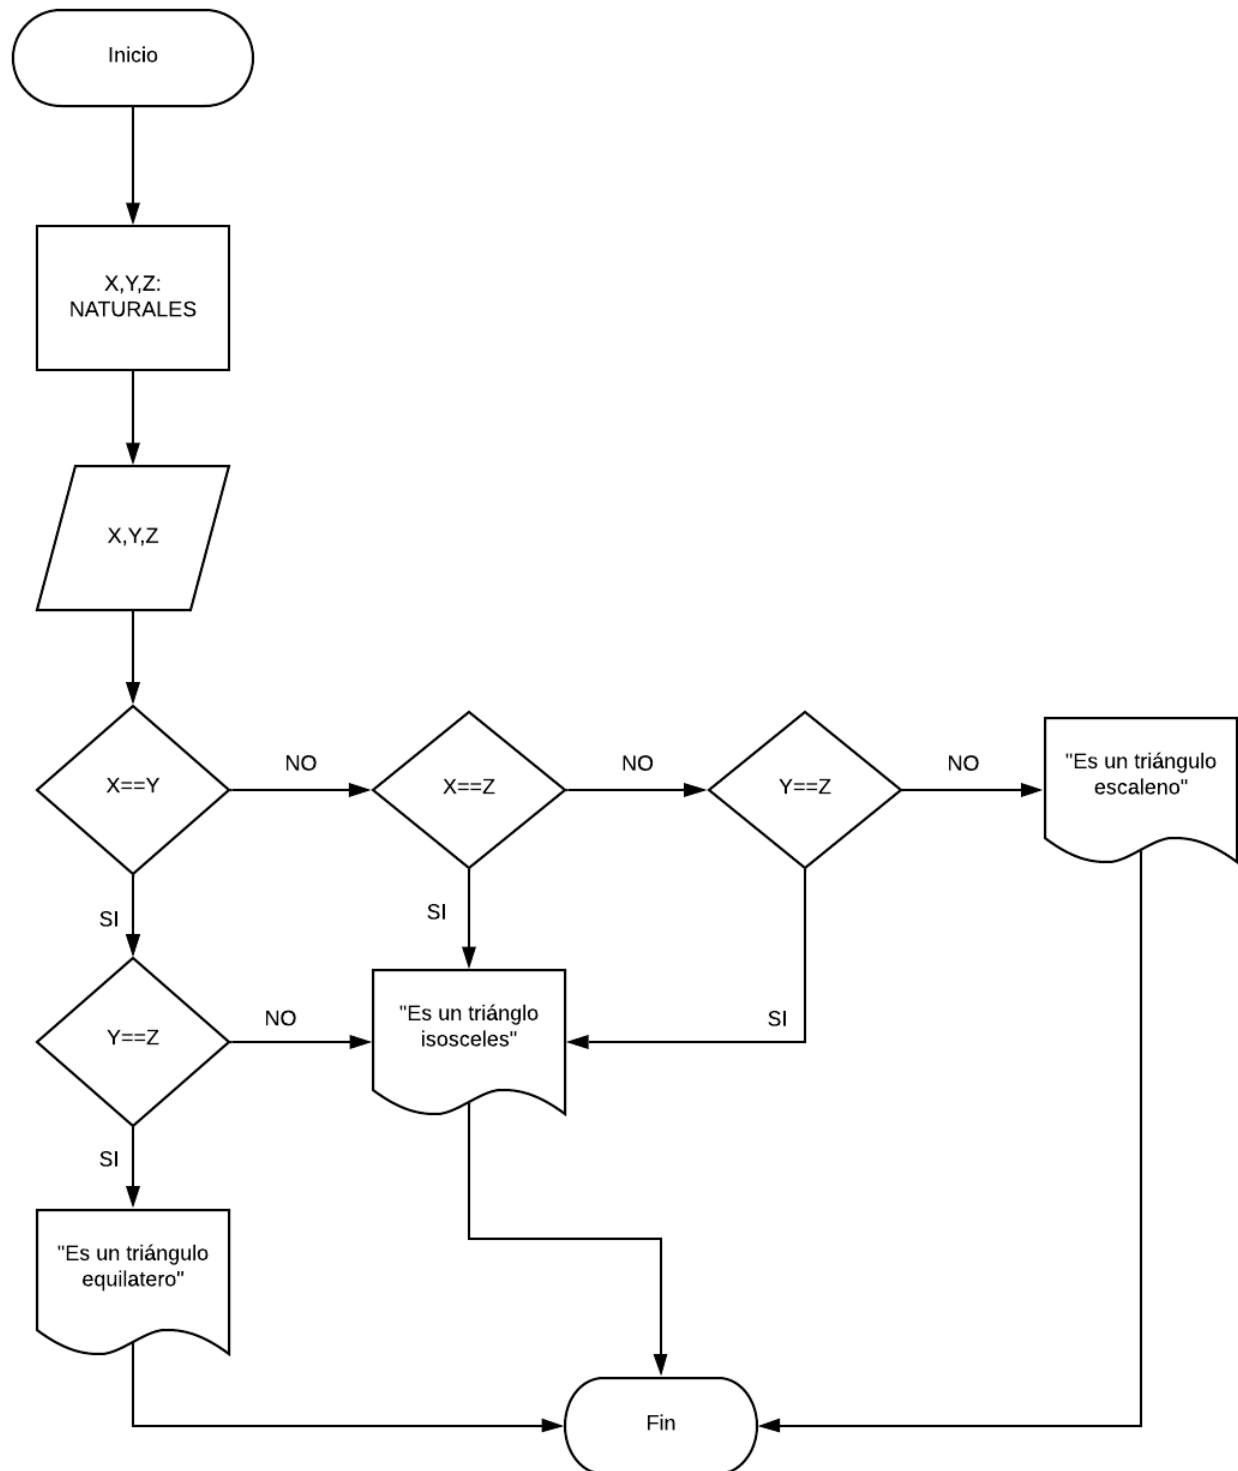 Inicio
X,Y,Z:
NATURALES
X,Y,Z
X==Y
NO
X==Z
NO
Y==Z
NO
"Es un triángulo
escaleno"
SI
SI
Y==Z
NO
"Es un triánglo
isosceles"
SI
SI
"Es un triángulo
equilatero"
Fin